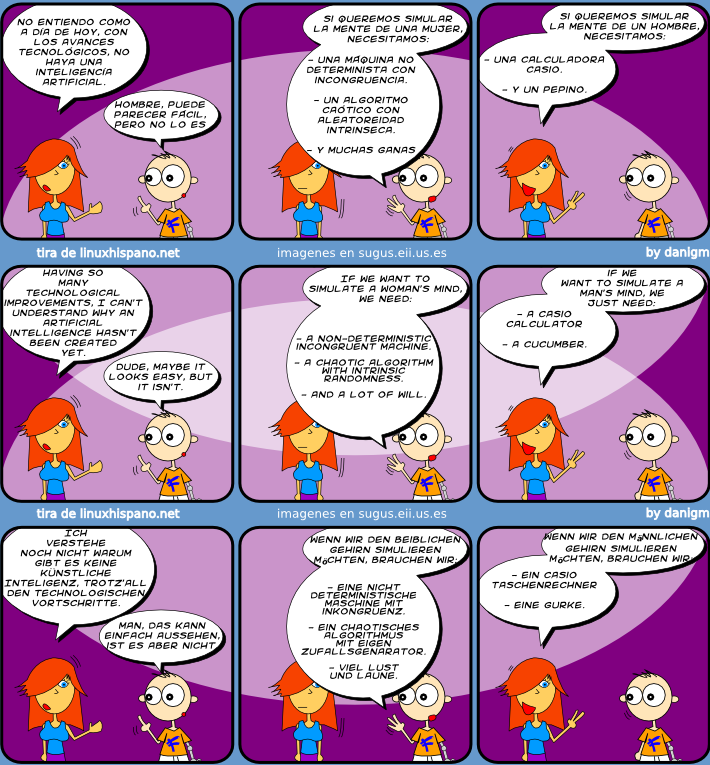 NO ENTIENDO COMO
A DÍA DE HOY, CON
LOS AVANCES
TECNOLÓGICOS, NO
HAYA UNA
INTELIGENCIA
ARTIFICIAL.
HOMBRE, PUEDE
PARECER FÁCIL,
PERO NO LO ES
SI QUEREMOS SIMULAR
LA MENTE DE UNA MUJER,
NECESITAMOS:
- UNA MÁQUINA NO
DETERMINISTA CON
INCONGRUENCIA.
- UN ALGORITMO
CAÓTICO CON
ALEATOREIDAD
INTRINSECA.
- Y MUCHAS GANAS
SI QUEREMOS SIMULAR
LA MENTE DE UN HOMBRE,
NECESITAMOS:
- UNA CALCULADORA
CASIO.
- Y UN PEPINO.
tira de linuxhispano.net
imagenes en sugus.eii.us.es
by danigm
HAVING SO
MANY
TECHNOLOGICAL
IMPROVEMENTS, I CAN'T
UNDERSTAND WHY AN
ARTIFICIAL
INTELLIGENCE HASN'T
BEEN CREATED
YET.
DUDE, MAYBE IT
LOOKS EASY, BUT
IT ISN'T.
IF WE WANT TO
SIMULATE A WOMAN'S MIND,
WE NEED:
- A NON-DETERMINISTIC
INCONGRUENT MACHINE.
- A CHAOTIC ALGORITHM
WITH INTRINSIC
RANDOMNESS.
- AND A LOT OF WILL.
IF WE
WANT TO SIMULATE A
MAN'S MIND, WE
JUST NEED:
- A CASIO
CALCULATOR
- A CUCUMBER.
tira de linuxhispano.net
imagenes en sugus.eii.us.es
by danigm
ICH
VERSTEHE
NOCH NICHT WARUM
GIBT ES KEINE
KÜNSTLICHE
INTELIGENZ, TROTZ'ALL
DEN TECHNOLOGISCHEN
VORTSCHRITTE.
MAN, DAS KANN
EINFACH AUSSEHEN,
IST ES ABER NICHT
WENN WIR DEN BEIBLICHEN
GEHIRN SIMULIEREN
MöCHTEN, BRAUCHEN WIR:
- EINE NICHT
DETERMINISTISCHE
MASCHINE MIT
INKONGRUENZ.
- EIN CHAOTISCHES
ALGORITHMUS
MIT EIGEN
ZUFALLSGENARATOR.
- VIEL LUST
UND LAUNE.
WENN WIR DEN MäNNLICHEN
GEHIRN SIMULIEREN
MöCHTEN, BRAUCHEN WIR:
- EIN CASIO
TASCHENRECHNER
- EINE GURKE.